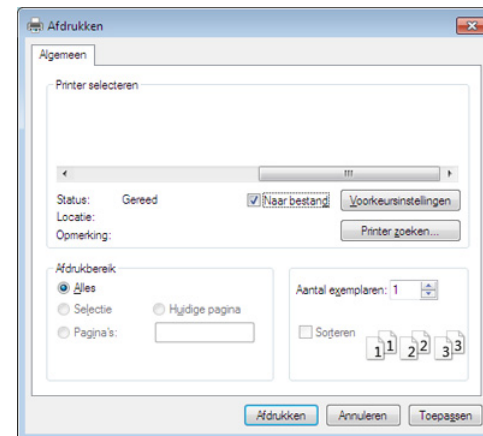 Afdrukken
Algemeen
Printer selecteren
Status: Gereed
Naar bestand
Voorkeursinstellingen
Locatie:
Opmerking:
Printer zoeken...
Afdrukbereik
Alles
Selectie
Huidige pagina
Pagina's:
Aantal exemplaren: 1
Sorteren
1 1 2 2 3 3
Afdrukken
Annuleren
Toepassen